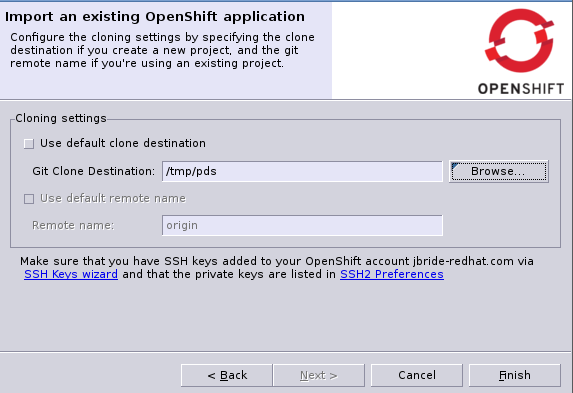 Import an existing OpenShift application
Configure the cloning settings by specifying the clone
destination if you create a new project, and the git
remote name if you're using an existing project.
OPENSHIFT
Cloning settings
Use default clone destination
Git Clone Destination: /tmp/pds Browse...
Use default remote name
Remote name: origin
Make sure that you have SSH keys added to your OpenShift account jbride-redhat.com via
SSH Keys wizard and that the private keys are listed in SSH2 Preferences
< Back Next > Cancel Finish